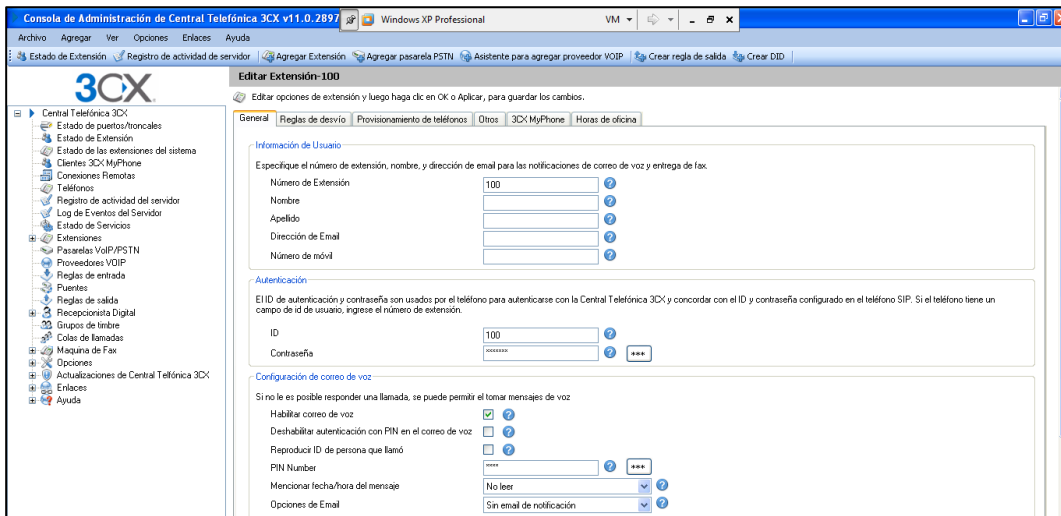 Consola de Administración de Central Telefónica 3CX v11.0.2897
Windows XP Professional
VM
Archivo Agregar Ver Opciones Enlaces Ayuda
Estado de Extensión Registro de actividad de servidor Agregar Extensión Agregar pasarela PSTN Asistente para agregar proveedor VOIP Crear regla de salida Crear DID
3CX
Central Telefónica 3CX
Estado de puertos/troncales
Estado de Extensión
Estado de las extensiones del sistema
Clientes 3CX MyPhone
Conexiones Remotas
Teléfonos
Registro de actividad del servidor
Log de Eventos del Servidor
Estado de Servicios
Extensiones
Pasarelas VoIP/PSTN
Proveedores VOIP
Reglas de entrada
Puentes
Reglas de salida
Recepcionista Digital
Grupos de timbre
Colas de llamadas
Maquina de Fax
Opciones
Actualizaciones de Central Telfónica 3CX
Enlaces
Ayuda
Editar Extensión-100
Editar opciones de extensión y luego haga clic en OK o Aplicar, para guardar los cambios.
General Reglas de desvío Provisionamiento de teléfonos Otros 3CX MyPhone Horas de oficina
Información de Usuario
Especifique el número de extensión, nombre, y dirección de email para las notificaciones de correo de voz y entrega de fax.
Número de Extensión 100
Nombre
Apellido
Dirección de Email
Número de móvil
Autenticación
El ID de autenticación y contraseña son usados por el teléfono para autenticarse con la Central Telefónica 3CX y concordar con el ID y contraseña configurado en el teléfono SIP. Si el teléfono tiene un
campo de id de usuario, ingrese el número de extensión.
ID 100
Contraseña ******* ***
Configuración de correo de voz
Si no le es posible responder una llamada, se puede permitir el tomar mensajes de voz
Habilitar correo de voz
Deshabilitar autenticación con PIN en el correo de voz
Reproducir ID de persona que llamó
PIN Number **** ***
Mencionar fecha/hora del mensaje No leer
Opciones de Email Sin email de notificación